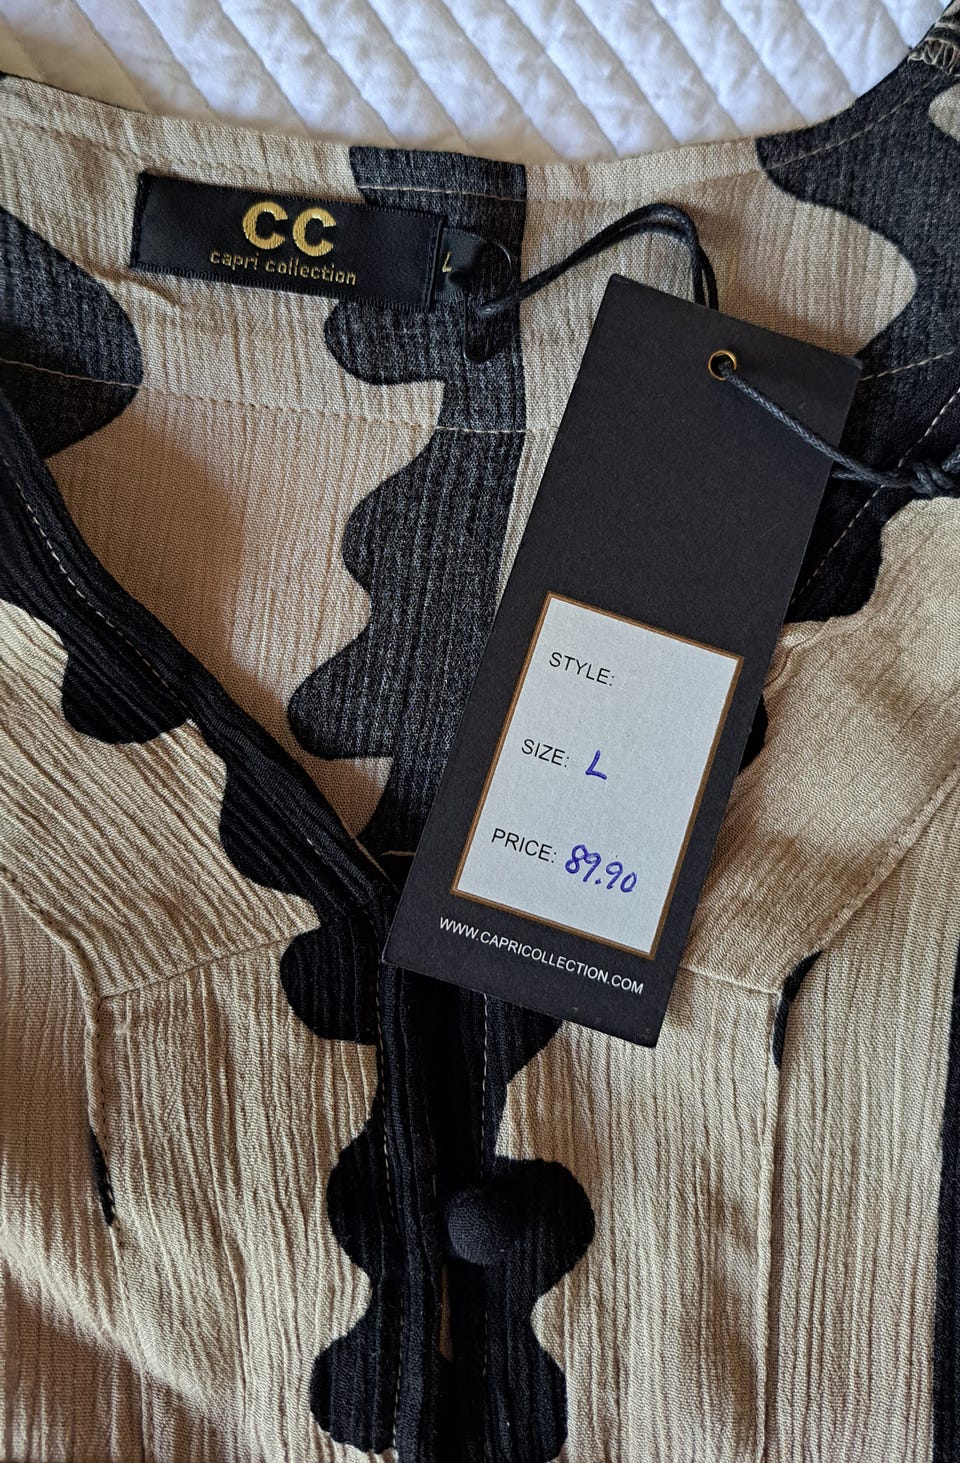 CC
capri collection
L
STYLE:
SIZE: L
PRICE: 89.90
WWW.CAPRICOLLECTION.COM